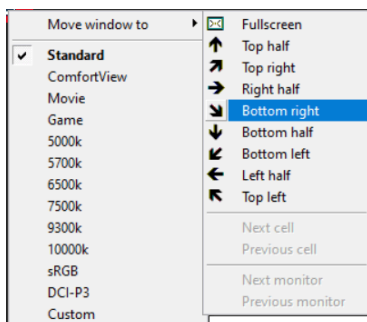 Move window to
Standard
ComfortView
Movie
Game
5000k
5700k
6500k
7500k
9300k
10000k
sRGB
DCI-P3
Custom
Fullscreen
Top half
Top right
Right half
Bottom right
Bottom half
Bottom left
Left half
Top left
Next cell
Previous cell
Next monitor
Previous monitor